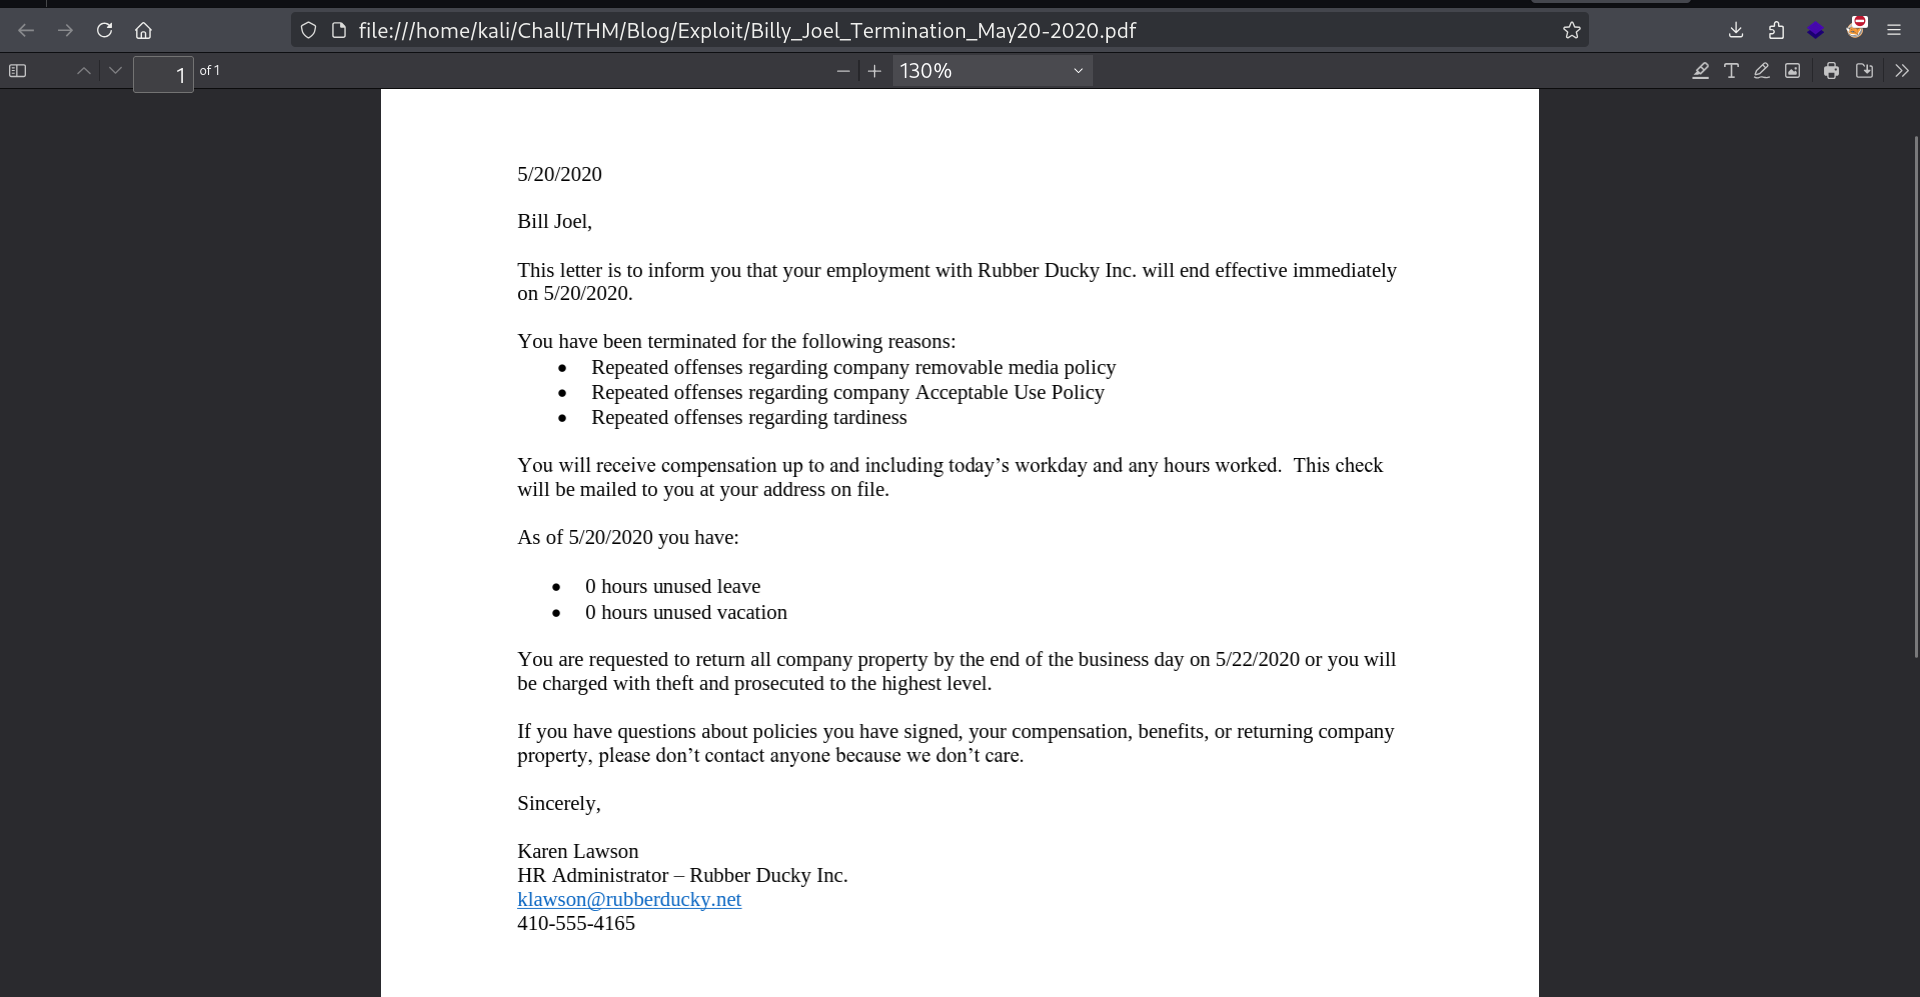 file:///home/kali/Chall/THM/Blog/Exploit/Billy_Joel_Termination_May20-2020.pdf
1 of 1
130%
5/20/2020
Bill Joel,
This letter is to inform you that your employment with Rubber Ducky Inc. will end effective immediately
on 5/20/2020.
You have been terminated for the following reasons:
• Repeated offenses regarding company removable media policy
• Repeated offenses regarding company Acceptable Use Policy
• Repeated offenses regarding tardiness
You will receive compensation up to and including today’s workday and any hours worked.  This check
will be mailed to you at your address on file.
As of 5/20/2020 you have:
• 0 hours unused leave
• 0 hours unused vacation
You are requested to return all company property by the end of the business day on 5/22/2020 or you will
be charged with theft and prosecuted to the highest level.
If you have questions about policies you have signed, your compensation, benefits, or returning company
property, please don’t contact anyone because we don’t care.
Sincerely,
Karen Lawson
HR Administrator – Rubber Ducky Inc.
klawson@rubberducky.net
410-555-4165